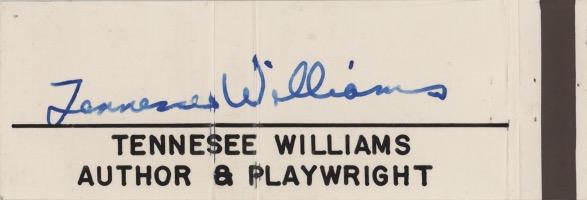 Tennessee Williams
TENNESEE WILLIAMS
AUTHOR & PLAYWRIGHT